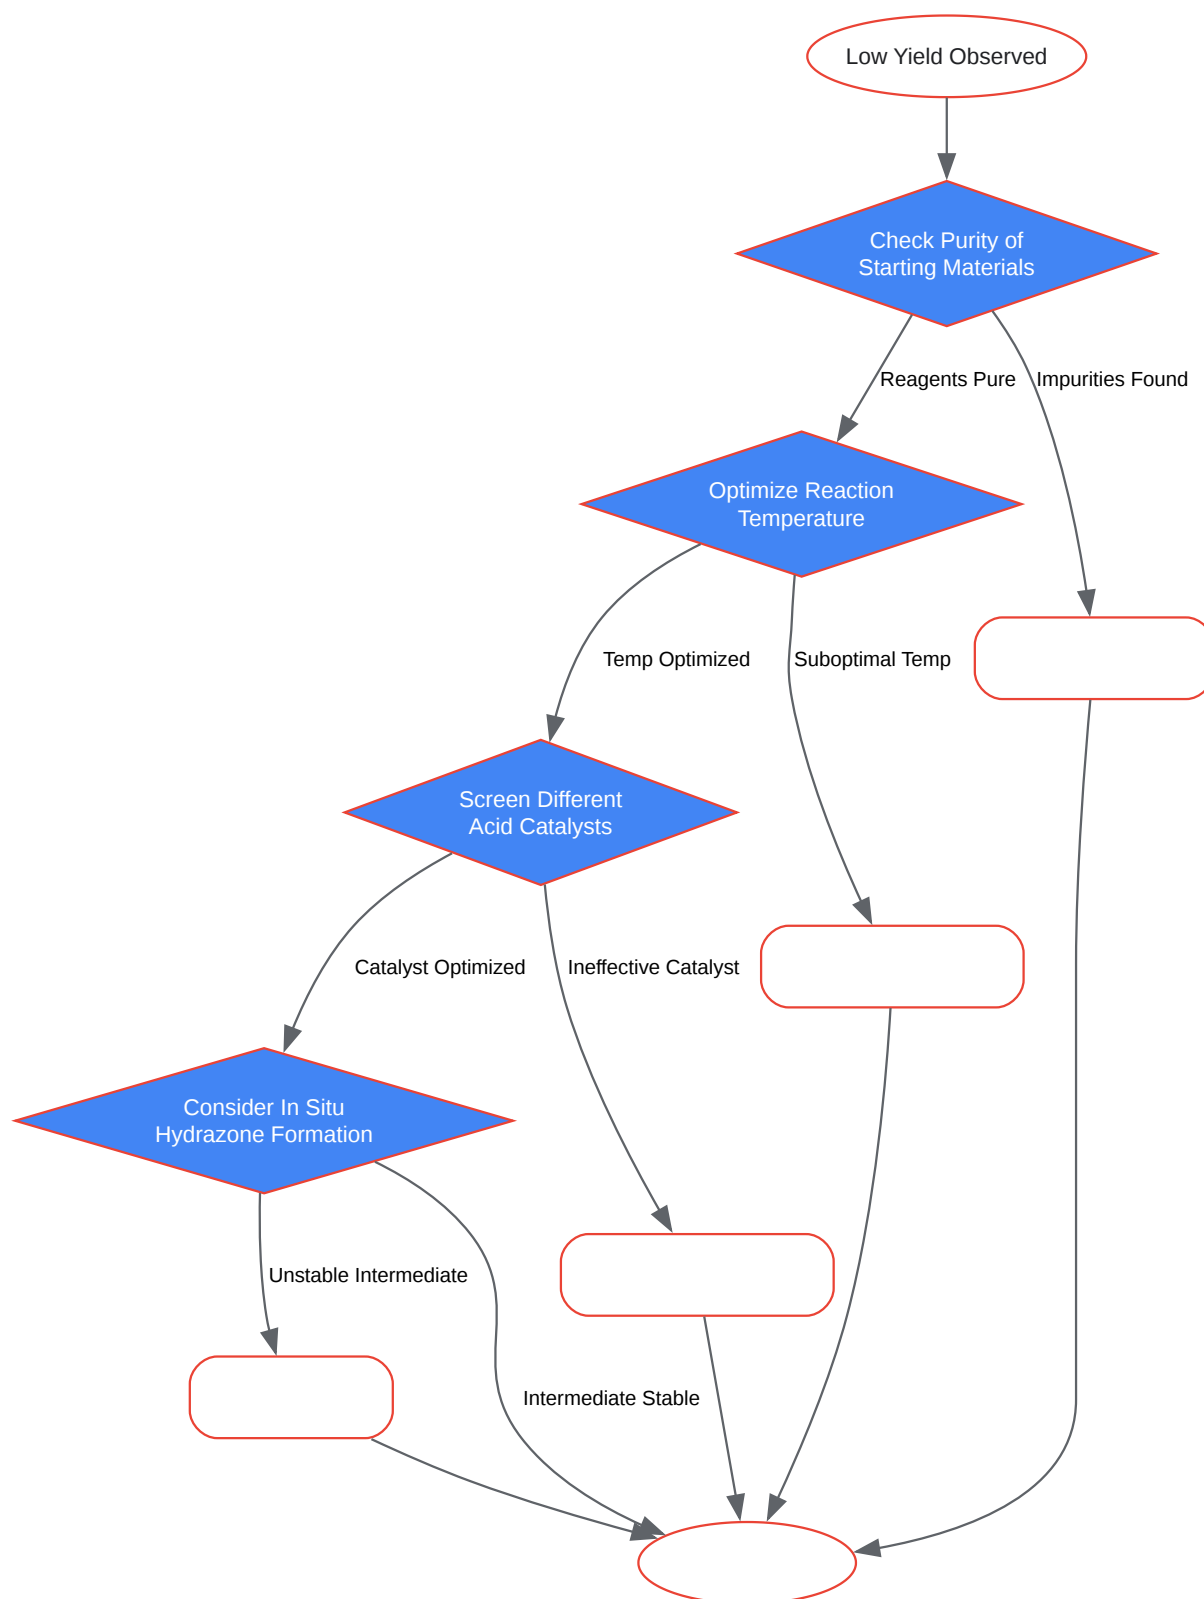 Low Yield Observed
Check Purity of
Starting Materials
Reagents Pure
Impurities Found
Optimize Reaction
Temperature
Temp Optimized
Suboptimal Temp
Screen Different
Acid Catalysts
Catalyst Optimized
Ineffective Catalyst
Consider In Situ
Hydrazone Formation
Unstable Intermediate
Intermediate Stable